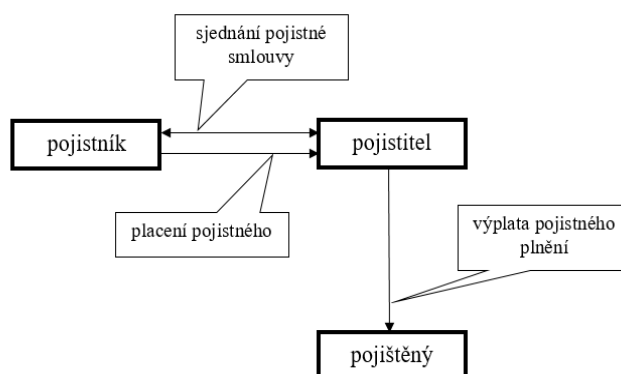 sjednání pojistné
smlouvy
pojistník
pojistitel
placení pojistného
výplata pojistného
plnění
pojištěný